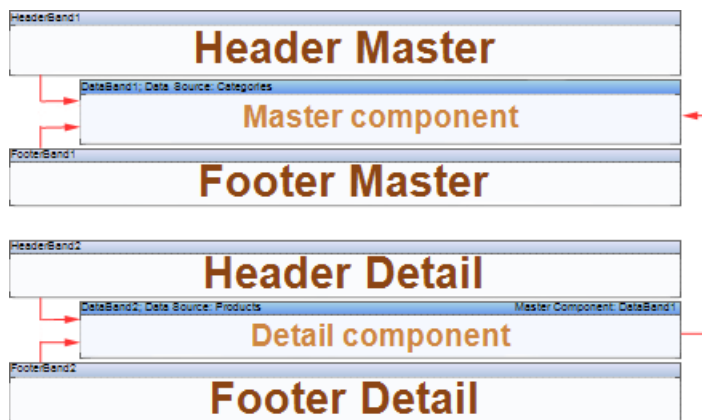 HeaderBand1
Header Master
DataBand1; Data Source: Categories
Master component
FooterBand1
Footer Master
HeaderBand2
Header Detail
DataBand2; Data Source: Products Master Component: DataBand1
Detail component
FooterBand2
Footer Detail